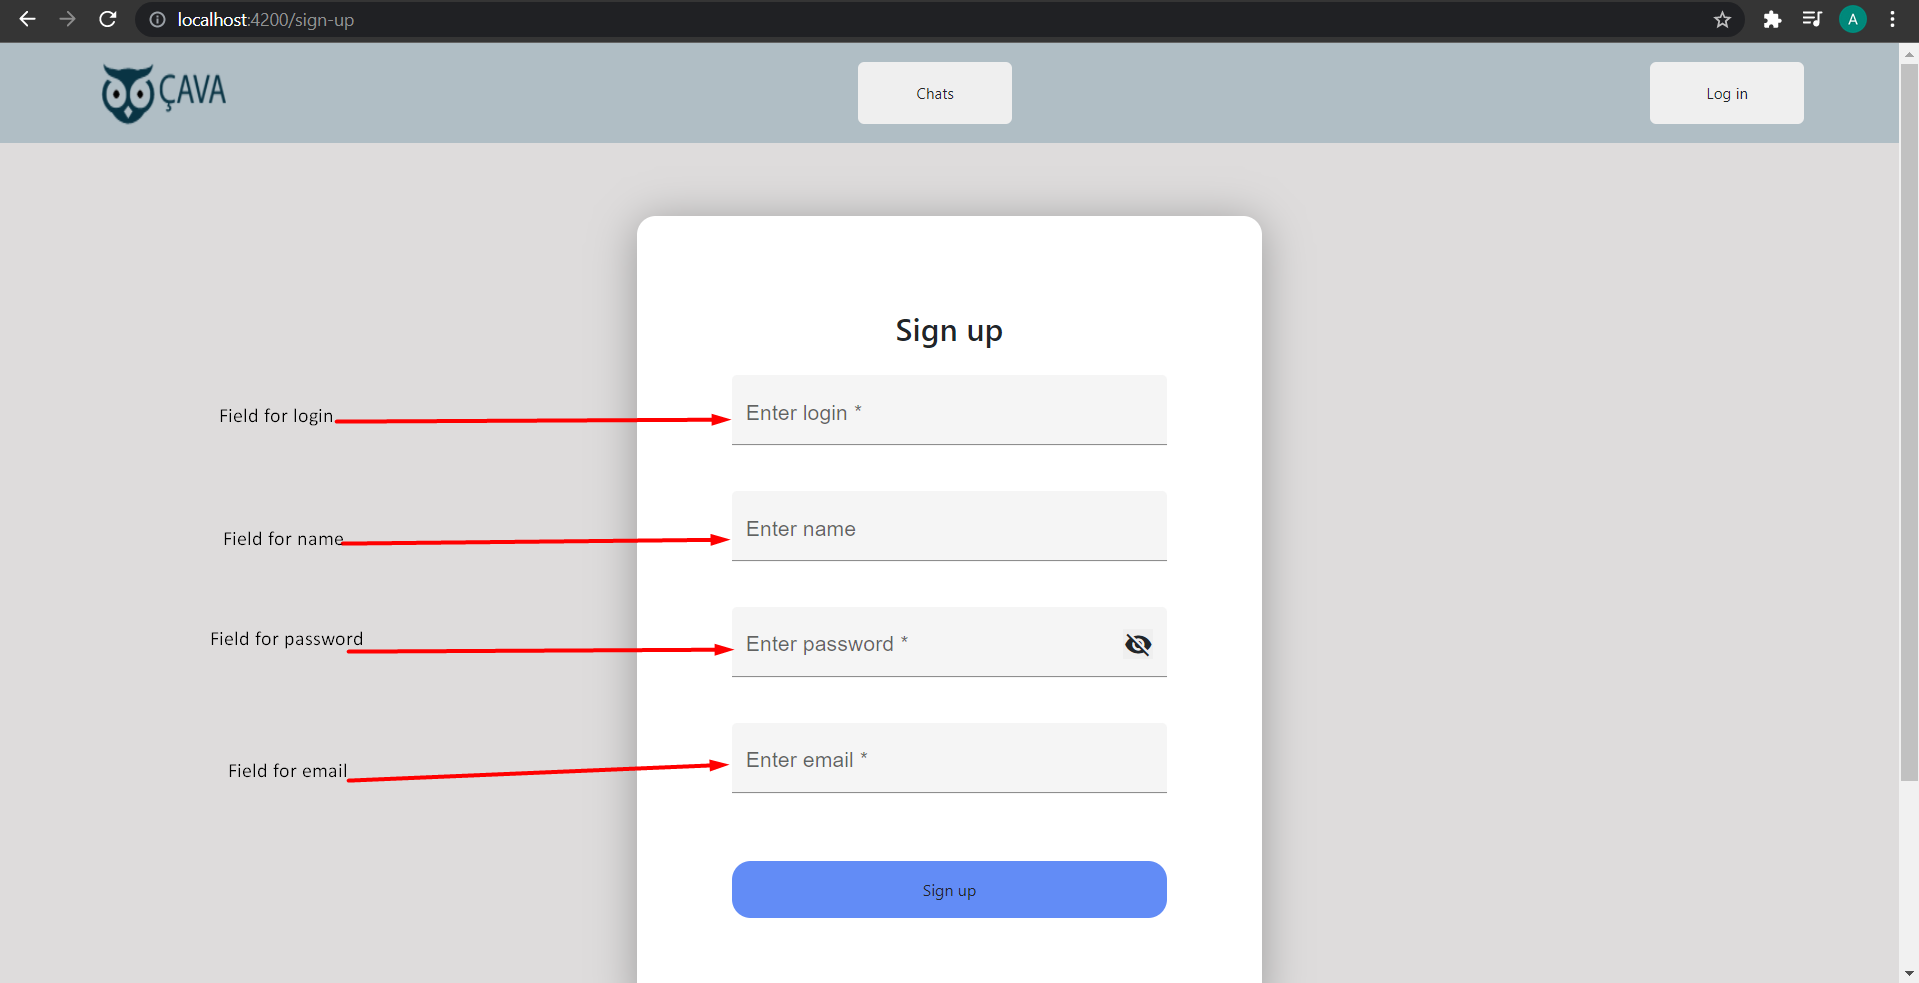 localhost:4200/sign-up
A
ÇAVA
Chats
Log in
Sign up
Field for login
Enter login *
Field for name
Enter name
Field for password
Enter password *
Field for email
Enter email *
Sign up